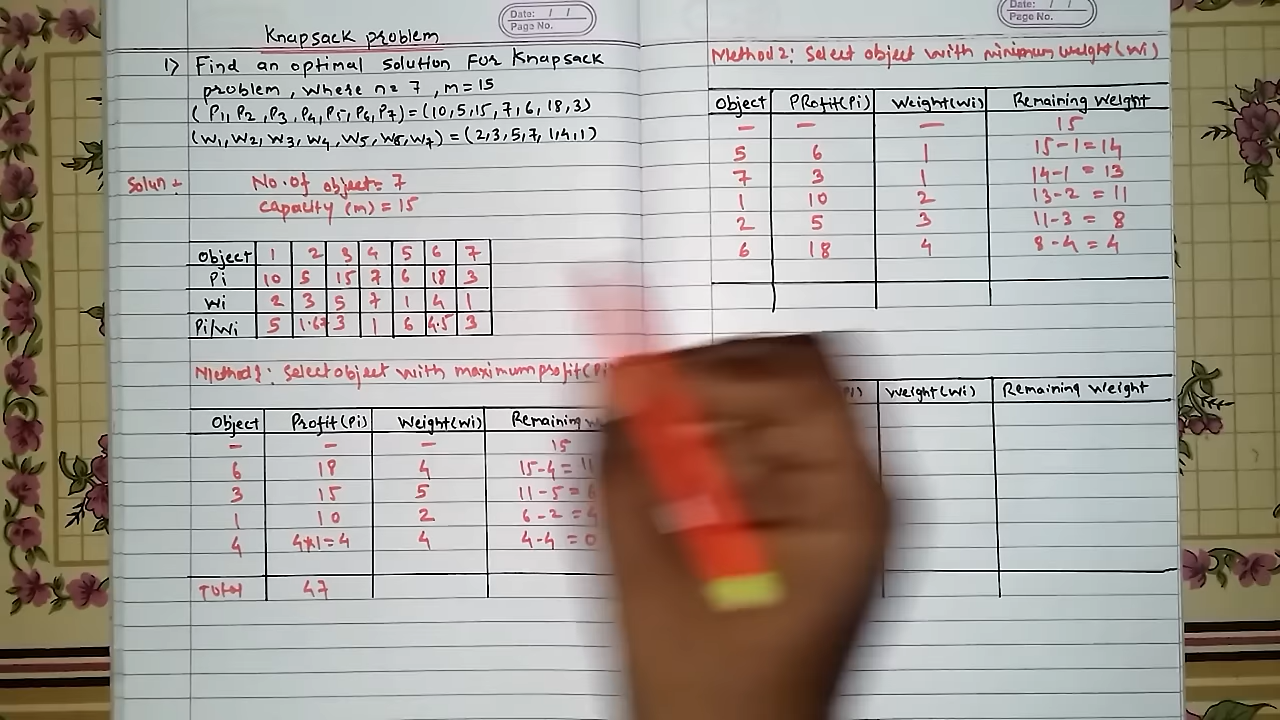 Date: / /
Page No.
Knapsack problem
1) Find an optimal solution For Knapsack
problem, where n=7, m=15
(P1, P2, P3, P4, P5, P6, P7) = (10, 5, 15, 7, 6, 18, 3)
(W1, W2, W3, W4, W5, W6, W7) = (2, 3, 5, 7, 1, 4, 1)
Soln:-
No. of object = 7
capacity (m) = 15
Object 1 2 3 4 5 6 7
Pi 10 5 15 7 6 18 3
Wi 2 3 5 7 1 4 1
Pi/Wi 5 1.67 3 1 6 4.5 3
Method 1: Select object with maximum profit (Pi
Object Profit (Pi) Weight (Wi) Remaining
- - - 15
6 18 4 15-4 = 11
3 15 5 11-5 = 6
1 10 2 6-2 = 4
4 4*1=4 4 4-4 = 0
Total 47
Date: / /
Page No.
Method 2: Select object with minimum weight (Wi)
Object PRofit (Pi) Weight (Wi) Remaining Weight
- - - 15
5 6 1 15-1=14
7 3 1 14-1 = 13
1 10 2 13-2 = 11
2 5 3 11-3 = 8
6 18 4 8-4 = 4
Weight (Wi) Remaining Weight